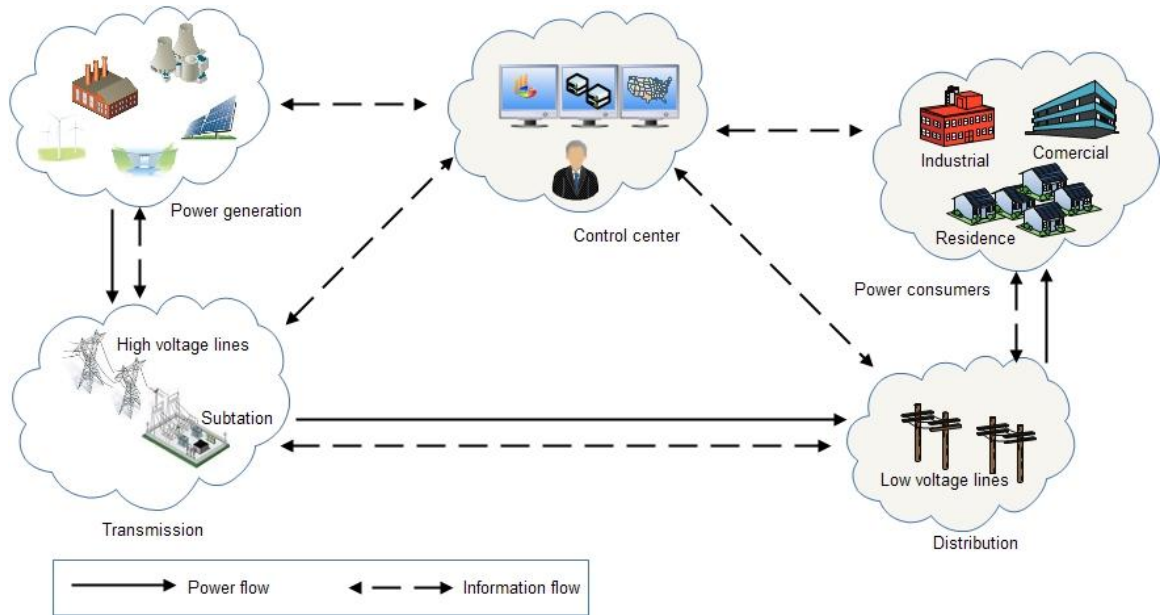 Industrial
Comercial
Power generation
Control center
Residence
Power consumers
High voltage lines
Subtation
Low voltage lines
Transmission
Distribution
Power flow
Information flow